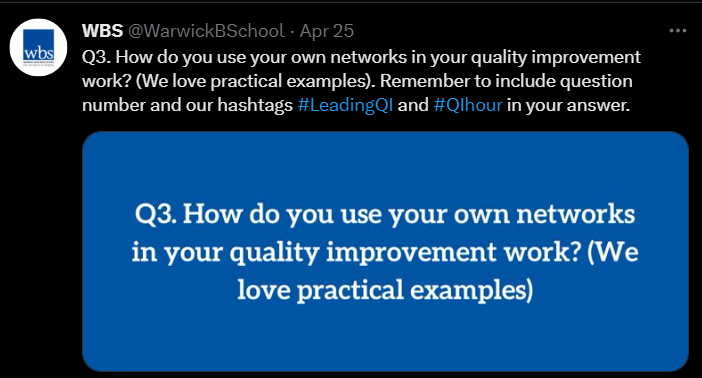 wbs
WBS @WarwickBSchool · Apr 25
Q3. How do you use your own networks in your quality improvement
work? (We love practical examples). Remember to include question
number and our hashtags #LeadingQI and #QIhour in your answer.
Q3. How do you use your own networks
in your quality improvement work? (We
love practical examples)